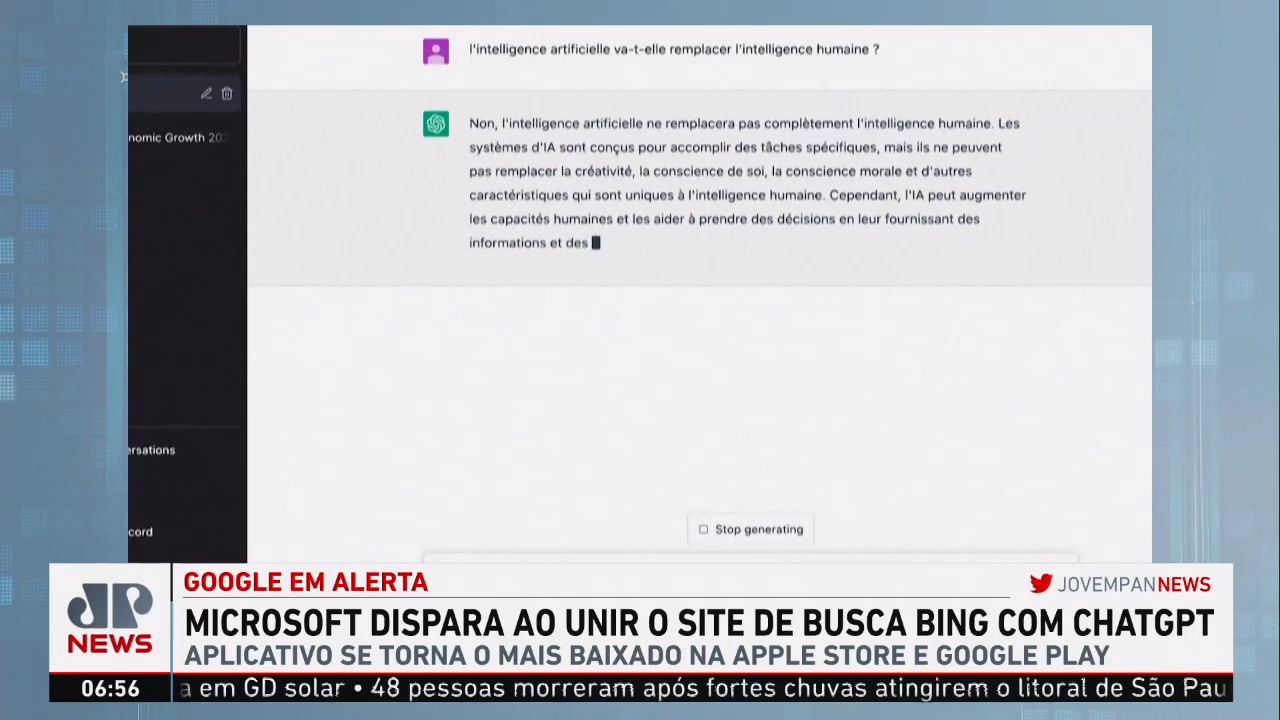 l'intelligence artificielle va-t-elle remplacer l'intelligence humaine ?
nomic Growth 202
Non, l'intelligence artificielle ne remplacera pas complètement l'intelligence humaine. Les
systèmes d'IA sont conçus pour accomplir des tâches spécifiques, mais ils ne peuvent
pas remplacer la créativité, la conscience de soi, la conscience morale et d'autres
caractéristiques qui sont uniques à l'intelligence humaine. Cependant, l'IA peut augmenter
les capacités humaines et les aider à prendre des décisions en leur fournissant des
informations et des
ersations
cord
Stop generating
JP NEWS
GOOGLE EM ALERTA
JOVEMPANNEWS
MICROSOFT DISPARA AO UNIR O SITE DE BUSCA BING COM CHATGPT
APLICATIVO SE TORNA O MAIS BAIXADO NA APPLE STORE E GOOGLE PLAY
06:56
a em GD solar • 48 pessoas morreram após fortes chuvas atingirem o litoral de São Pau